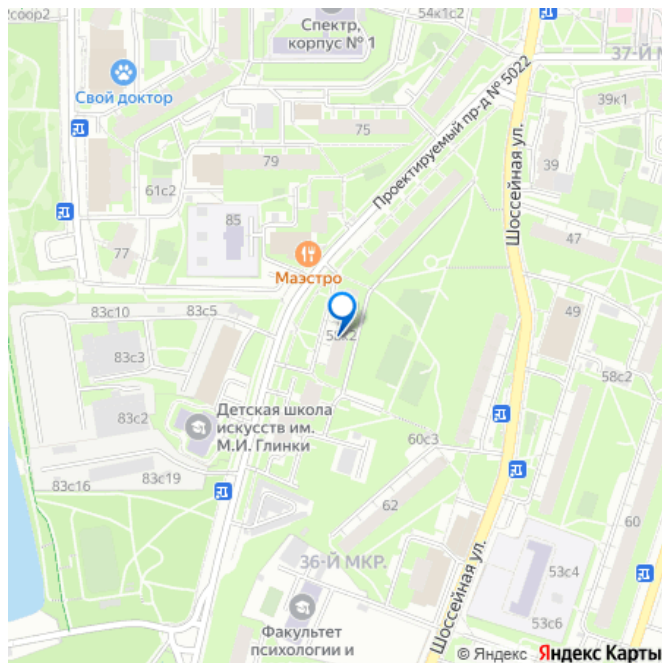 2соор2
Спектр,
корпус № 1
54к1с2
37-Й М
Свой доктор
39к1
75
Проектируемый пр-д № 5022
79
39
61с2
Шоссейная ул.
85
47
77
Маэстро
83с10
83с5
49
83с3
58с2
Детская школа
искусств им.
М.И. Глинки
83с2
60с3
83с19
83с16
62
60
36-Й МКР.
Шоссейная ул.
53с4
53с6
Факультет
психологии и
© Яндекс Яндекс Карты